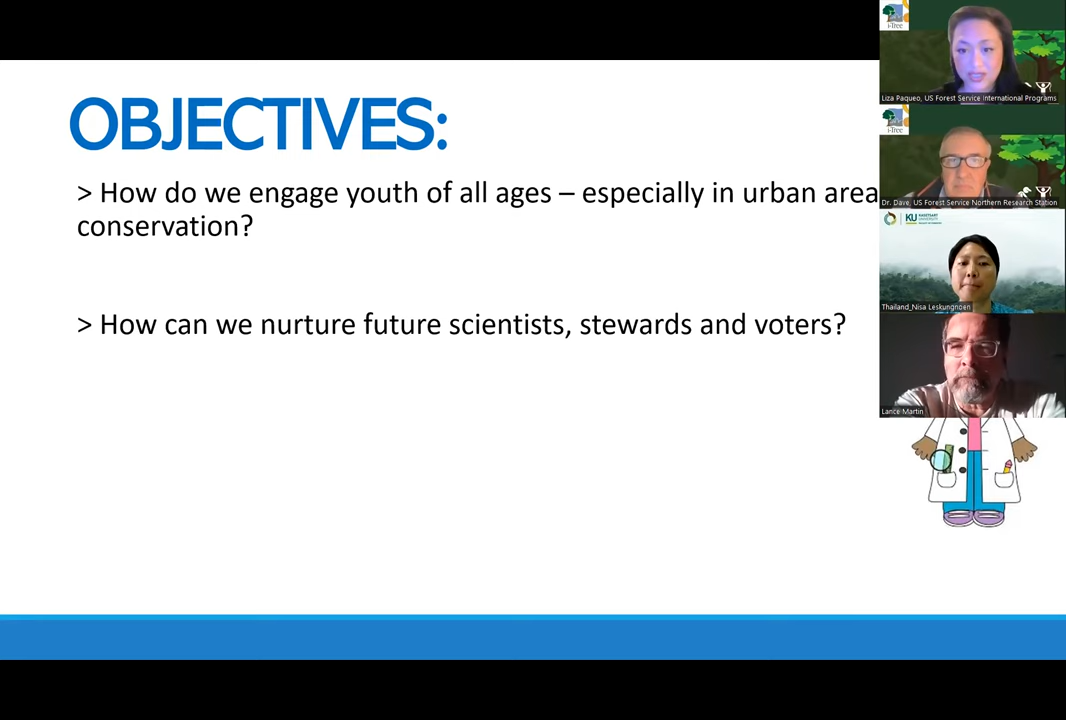 OBJECTIVES:
> How do we engage youth of all ages – especially in urban area
conservation?
> How can we nurture future scientists, stewards and voters?
i-Tree
Liza Paqueo, US Forest Service International Programs
i-Tree
Dr. Dave, US Forest Service Northern Research Station
KU
KASETSART
UNIVERSITY
Thailand_Nisa Leskungnoen
Lance Martin